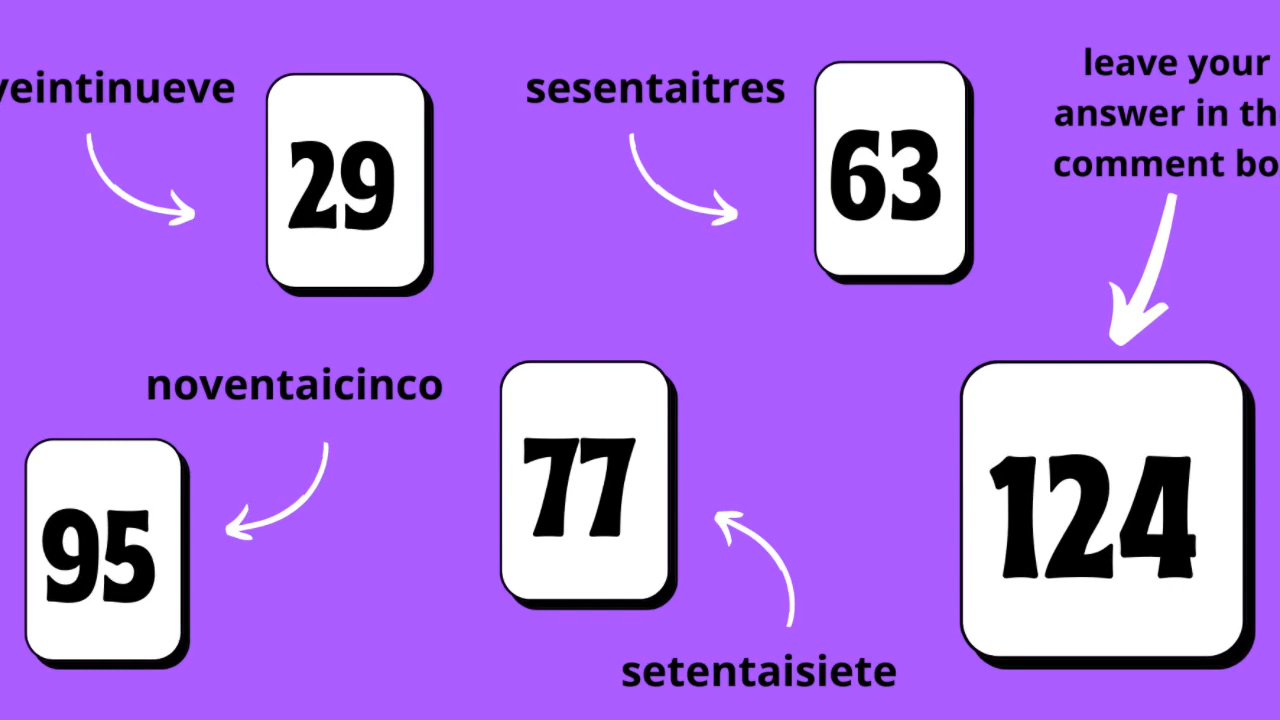 veintinueve
29
sesentaitres
63
leave your
answer in th
comment bo
noventaicinco
95
77
setentaisiete
124